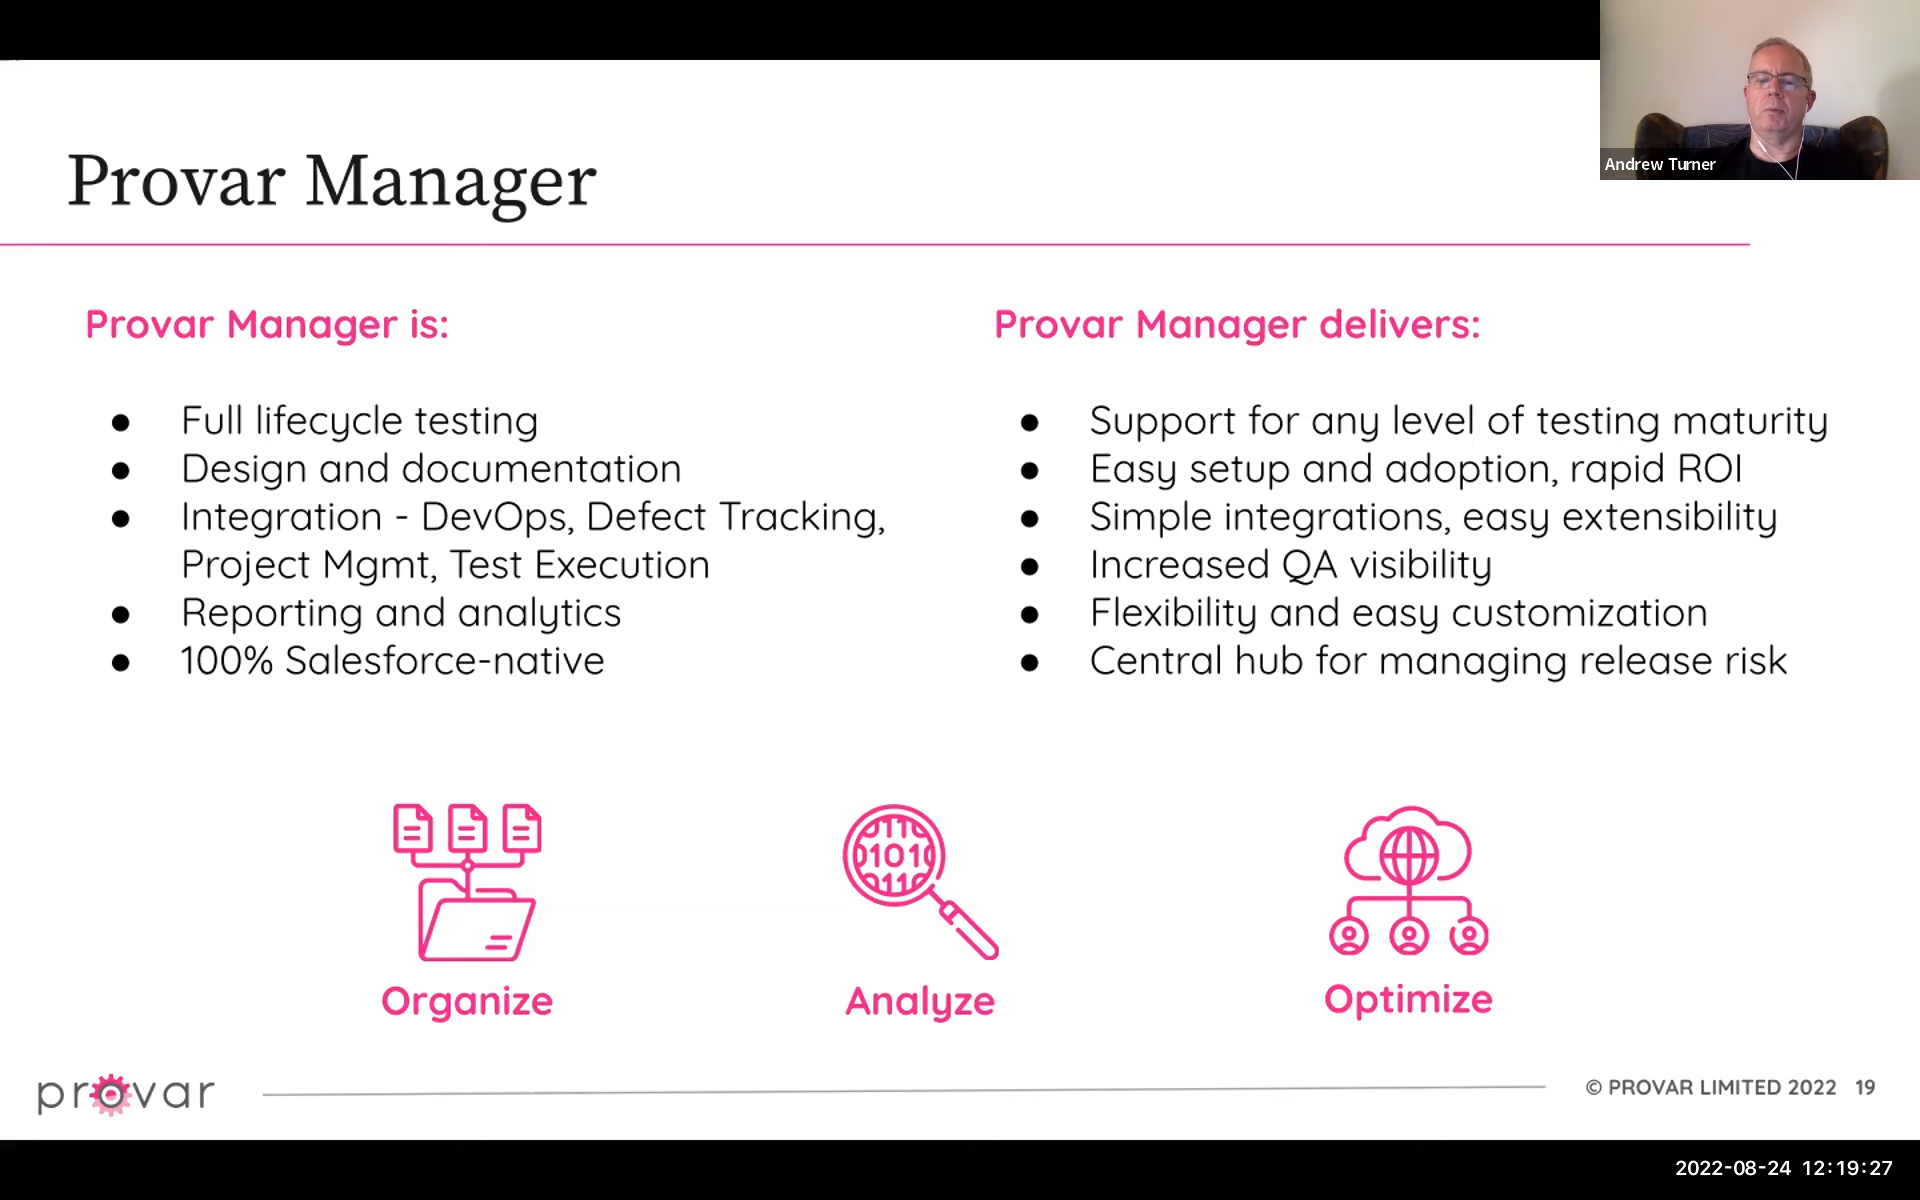 Andrew Turner
Provar Manager
Provar Manager is:
● Full lifecycle testing
● Design and documentation
● Integration - DevOps, Defect Tracking,
Project Mgmt, Test Execution
● Reporting and analytics
● 100% Salesforce-native
Provar Manager delivers:
● Support for any level of testing maturity
● Easy setup and adoption, rapid ROI
● Simple integrations, easy extensibility
● Increased QA visibility
● Flexibility and easy customization
● Central hub for managing release risk
0101
Organize
Analyze
Optimize
provar
© PROVAR LIMITED 2022 19
2022-08-24 12:19:27